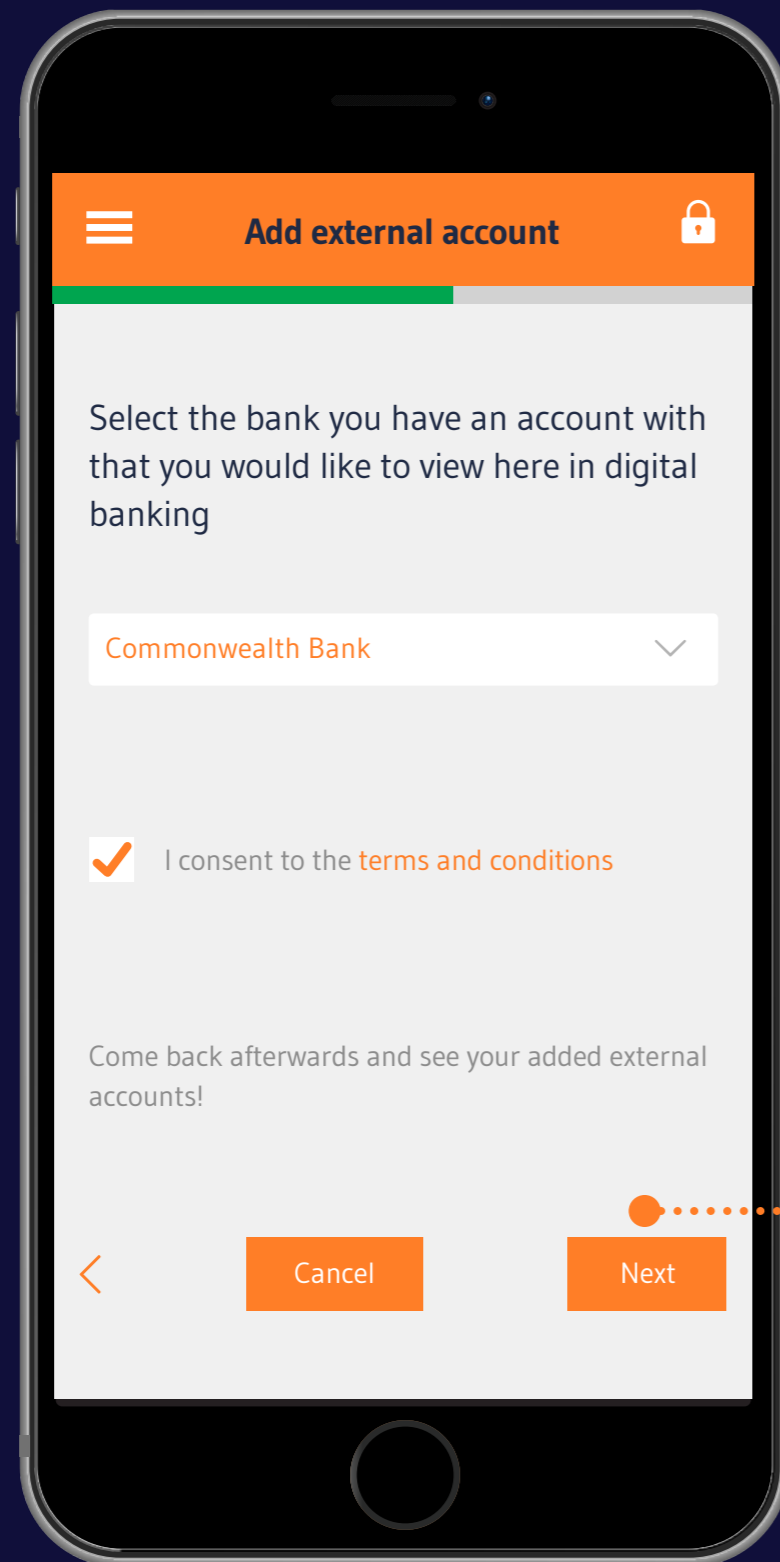 Add external account
Select the bank you have an account with
that you would like to view here in digital
banking
Commonwealth Bank
I consent to the terms and conditions
Come back afterwards and see your added external
accounts!
Cancel
Next